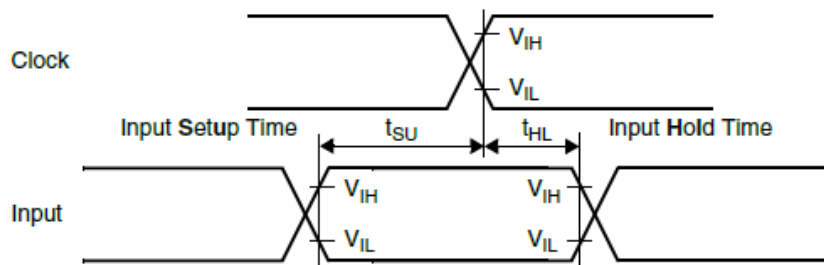 Clock
V_IH
V_IL
Input Setup Time
t_SU
t_HL
Input Hold Time
Input
V_IH
V_IH
V_IL
V_IL